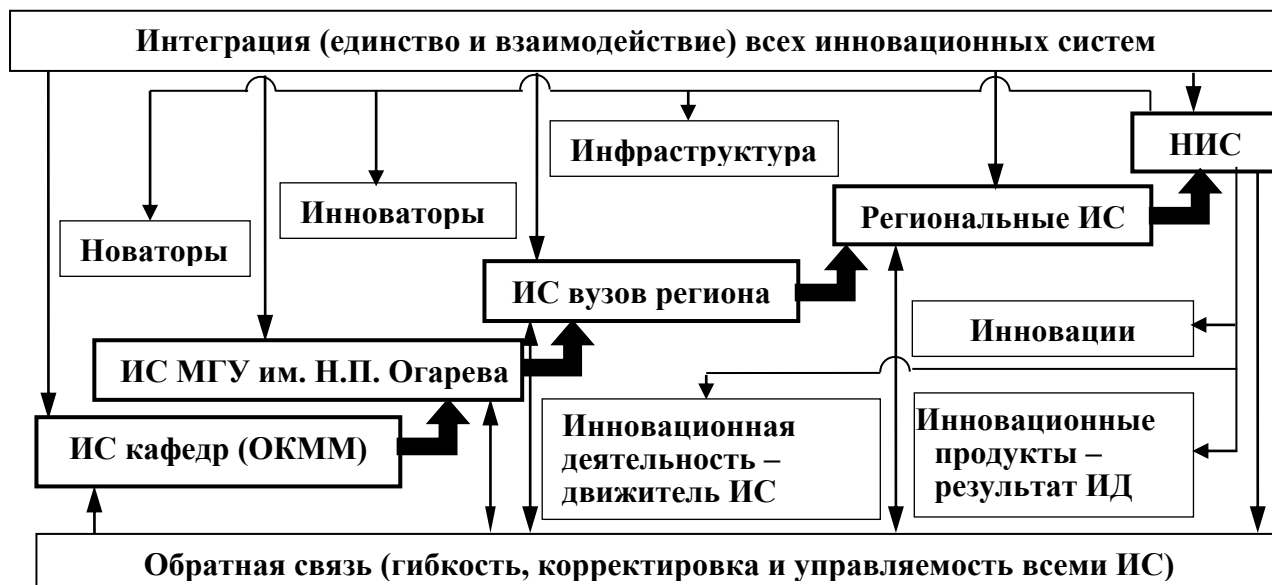 Интеграция (единство и взаимодействие) всех инновационных систем
НИС
Инфраструктура
Инноваторы
Региональные ИС
Новаторы
ИС вузов региона
Инновации
ИС МГУ им. Н.П. Огарева
Инновационная
деятельность –
движитель ИС
Инновационные
продукты –
результат ИД
ИС кафедр (ОКММ)
Обратная связь (гибкость, корректировка и управляемость всеми ИС)